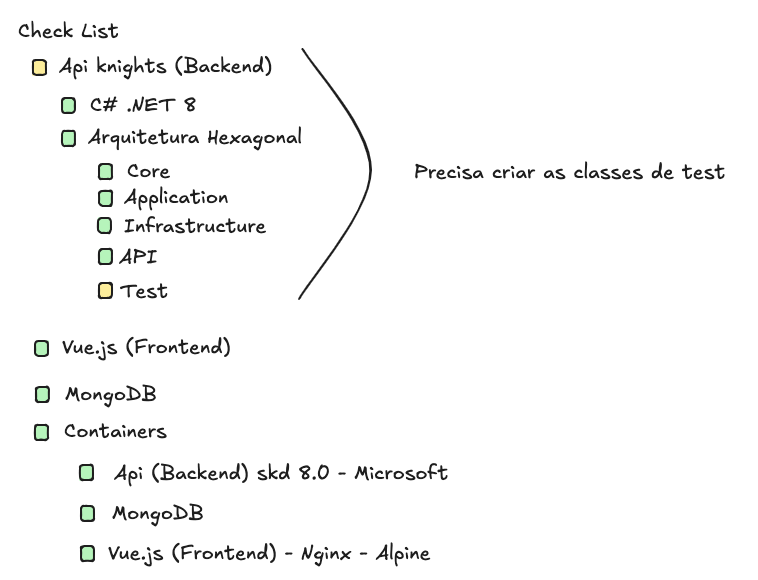 Check List
Api knights (Backend)
C# .NET 8
Arquitetura Hexagonal
Core
Precisa criar as classes de test
Application
Infrastructure
API
Test
Vue.js (Frontend)
MongoDB
Containers
Api (Backend) skd 8.0 - Microsoft
MongoDB
Vue.js (Frontend) - Nginx - Alpine